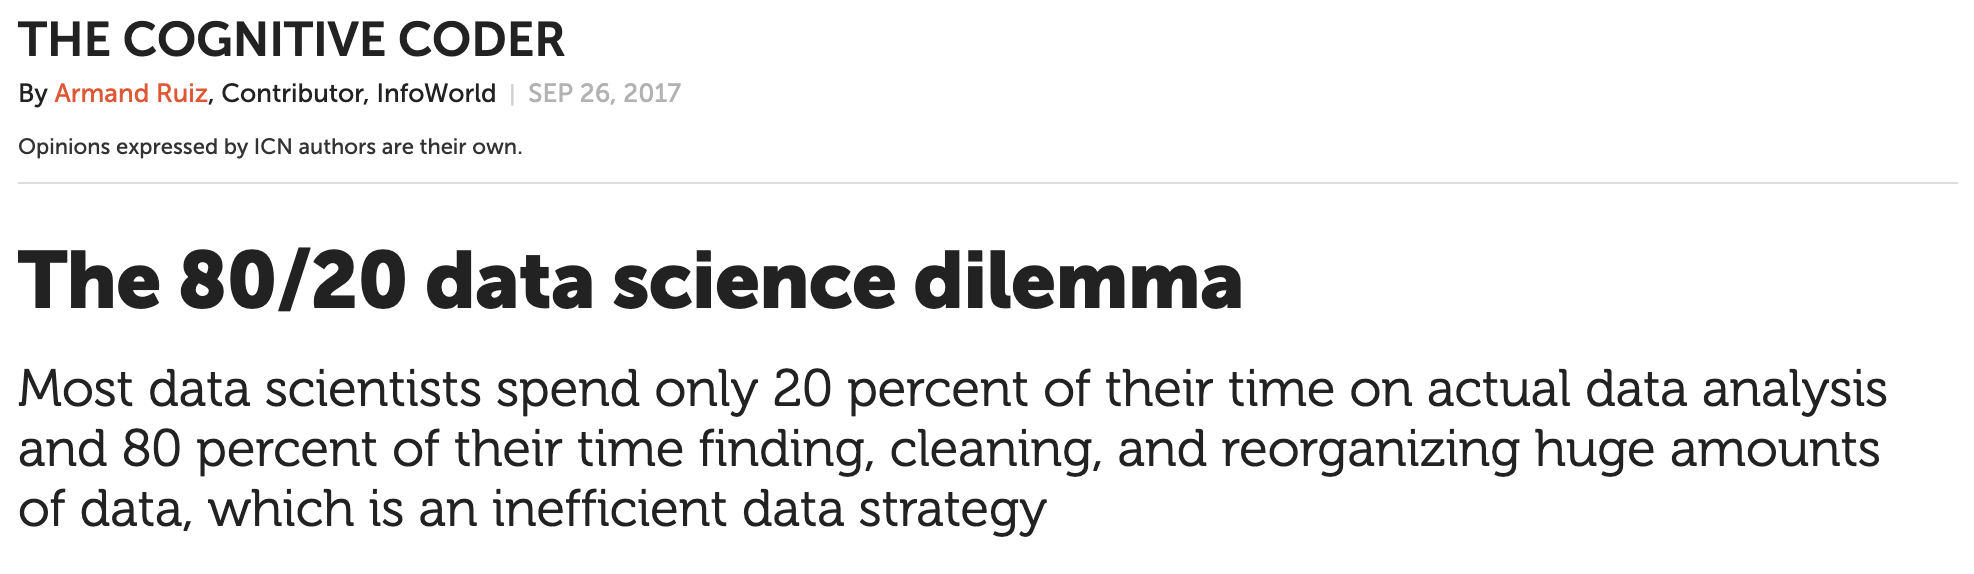 THE COGNITIVE CODER
By Armand Ruiz, Contributor, InfoWorld | SEP 26, 2017
Opinions expressed by ICN authors are their own.
The 80/20 data science dilemma
Most data scientists spend only 20 percent of their time on actual data analysis
and 80 percent of their time finding, cleaning, and reorganizing huge amounts
of data, which is an inefficient data strategy